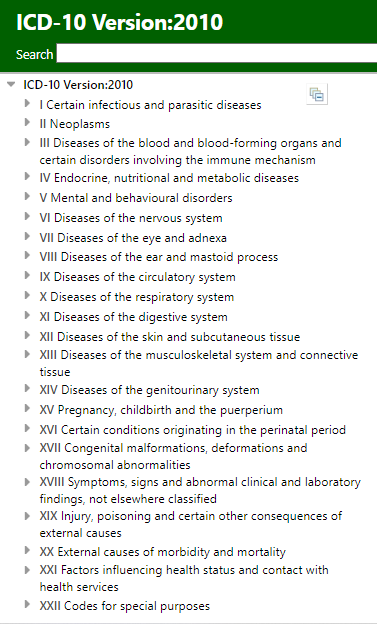 ICD-10 Version:2010
Search
ICD-10 Version:2010
I Certain infectious and parasitic diseases
II Neoplasms
III Diseases of the blood and blood-forming organs and
certain disorders involving the immune mechanism
IV Endocrine, nutritional and metabolic diseases
V Mental and behavioural disorders
VI Diseases of the nervous system
VII Diseases of the eye and adnexa
VIII Diseases of the ear and mastoid process
IX Diseases of the circulatory system
X Diseases of the respiratory system
XI Diseases of the digestive system
XII Diseases of the skin and subcutaneous tissue
XIII Diseases of the musculoskeletal system and connective
tissue
XIV Diseases of the genitourinary system
XV Pregnancy, childbirth and the puerperium
XVI Certain conditions originating in the perinatal period
XVII Congenital malformations, deformations and
chromosomal abnormalities
XVIII Symptoms, signs and abnormal clinical and laboratory
findings, not elsewhere classified
XIX Injury, poisoning and certain other consequences of
external causes
XX External causes of morbidity and mortality
XXI Factors influencing health status and contact with
health services
XXII Codes for special purposes